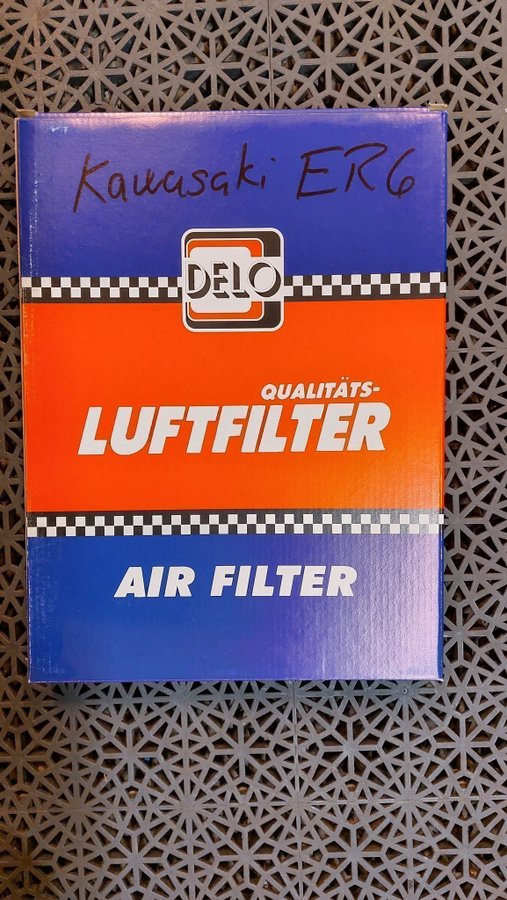 Kawasaki ER6
DELO
QUALITÄTS-
LUFTFILTER
AIR FILTER